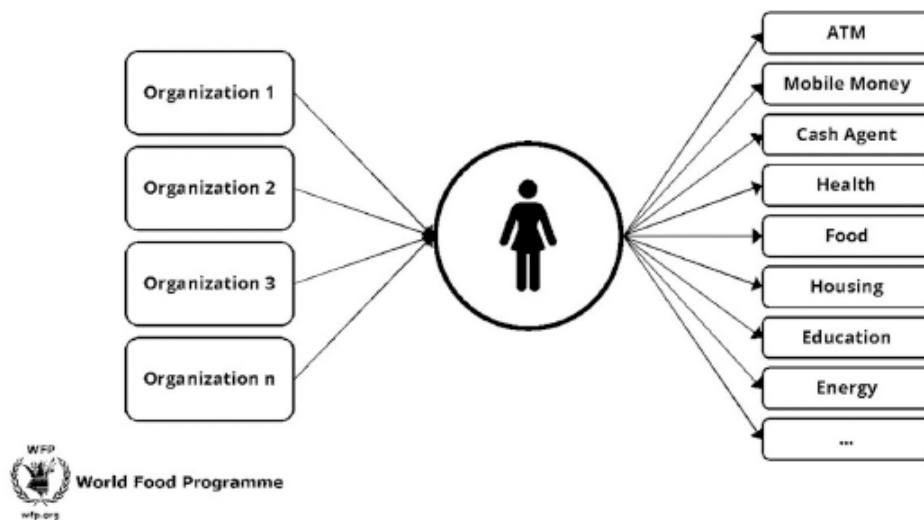 Organization 1
Organization 2
Organization 3
Organization n
ATM
Mobile Money
Cash Agent
Health
Food
Housing
Education
Energy
...
WFP
wfp.org
World Food Programme